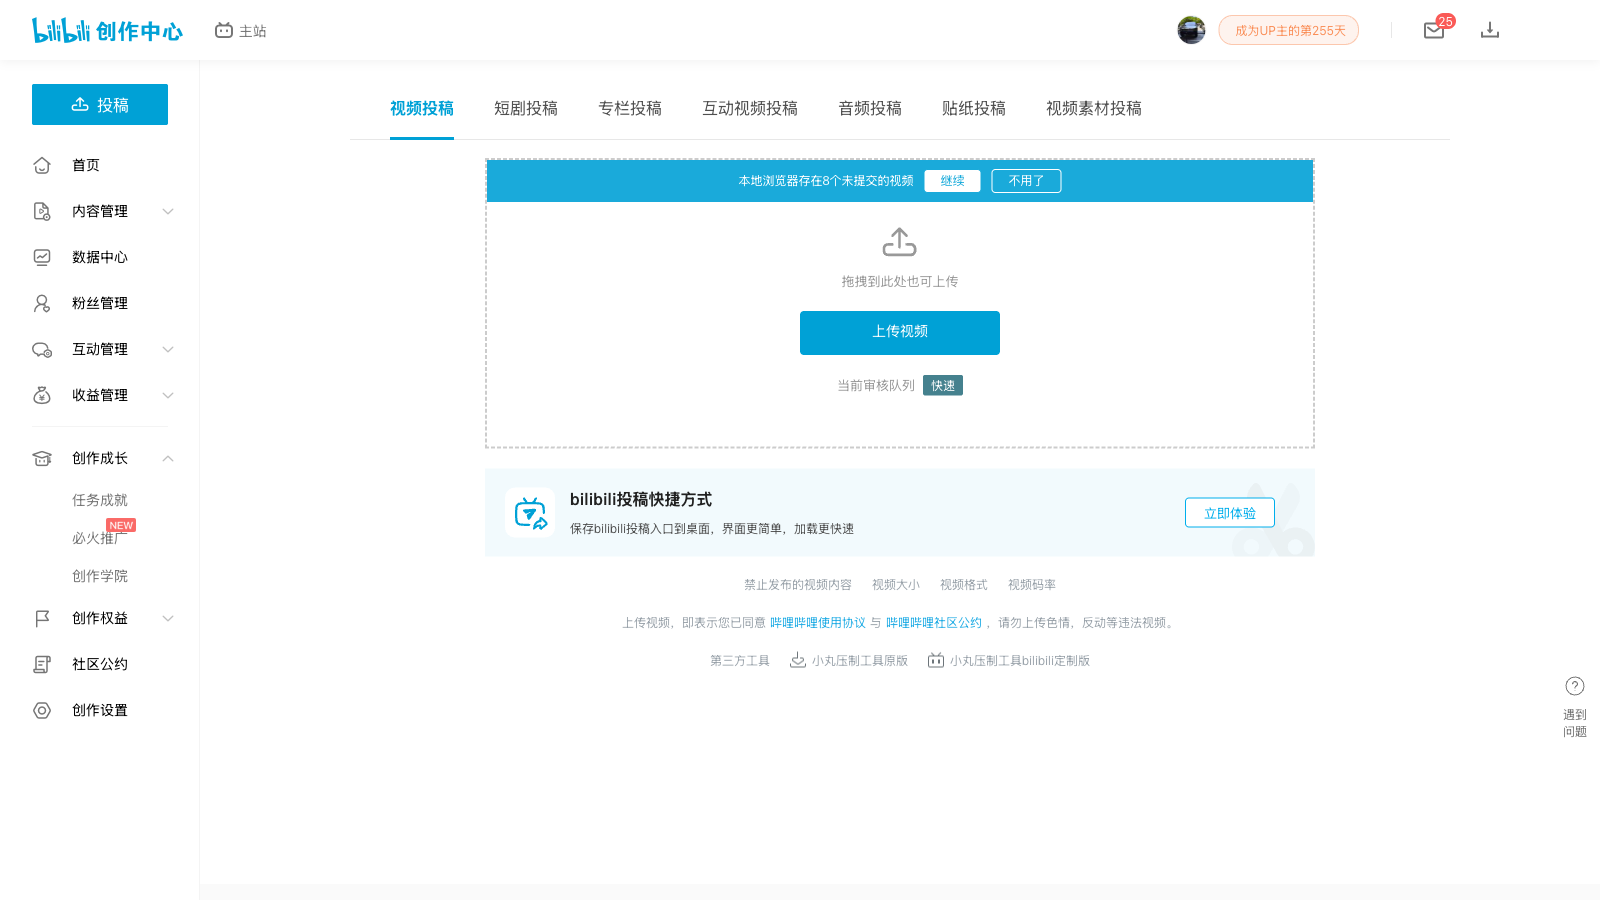 bilibili 创作中心
主站
成为UP主的第255天
25
投稿
首页
内容管理
数据中心
粉丝管理
互动管理
收益管理
创作成长
任务成就
NEW
必火推广
创作学院
创作权益
社区公约
创作设置
视频投稿 短剧投稿 专栏投稿 互动视频投稿 音频投稿 贴纸投稿 视频素材投稿
本地浏览器存在8个未提交的视频 继续 不用了
拖拽到此处也可上传
上传视频
当前审核队列 快速
bilibili投稿快捷方式
保存bilibili投稿入口到桌面，界面更简单，加载更快速
立即体验
禁止发布的视频内容 视频大小 视频格式 视频码率
上传视频，即表示您已同意 哔哩哔哩使用协议 与 哔哩哔哩社区公约 ，请勿上传色情，反动等违法视频。
第三方工具 小丸压制工具原版 小丸压制工具bilibili定制版
遇到
问题